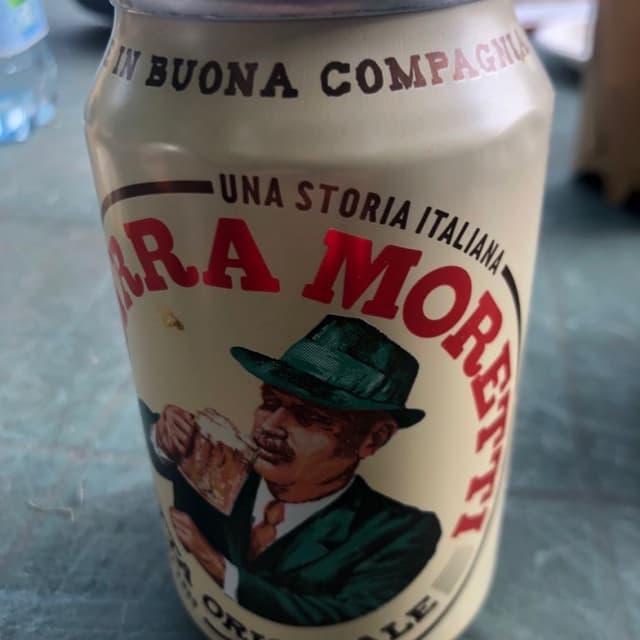 IN BUONA COMPAGNIA
UNA STORIA ITALIANA
RRA MORETTI